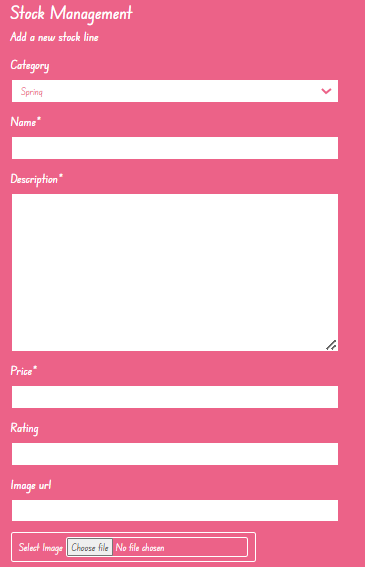 Stock Management
Add a new stock line
Category
Spring
Name*
Description*
Price*
Rating
Image url
Select Image Choose file No file chosen